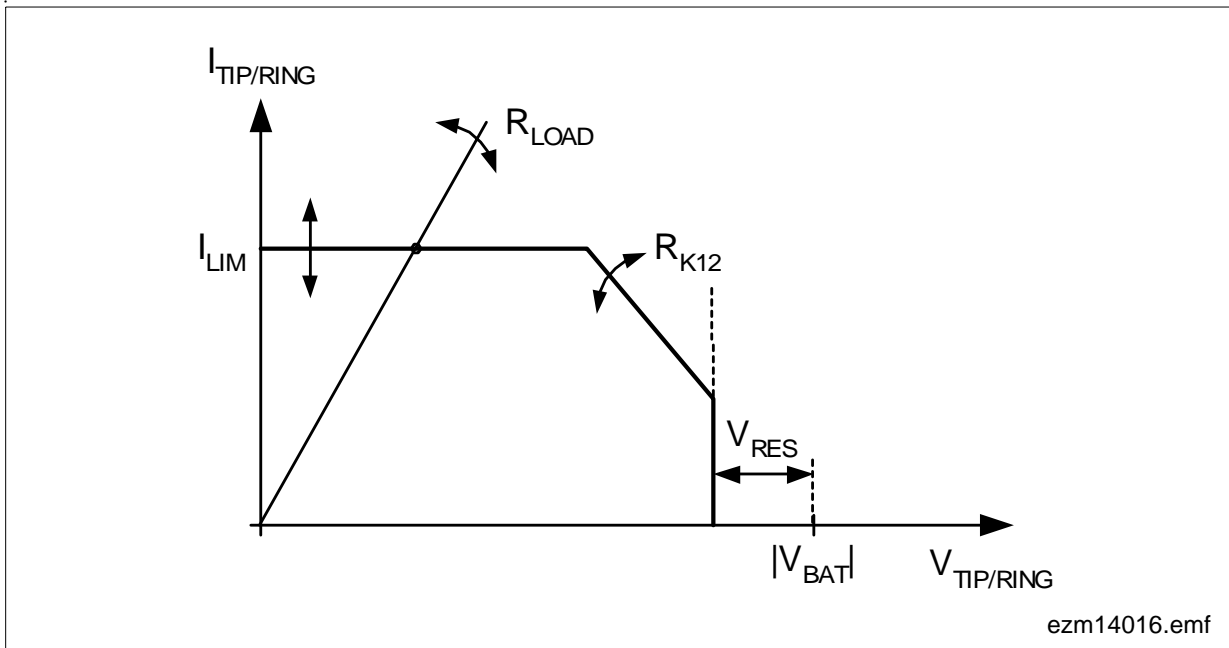 I_TIP/RING
R_LOAD
I_LIM
R_K12
V_RES
|V_BAT|
V_TIP/RING
ezm14016.emf